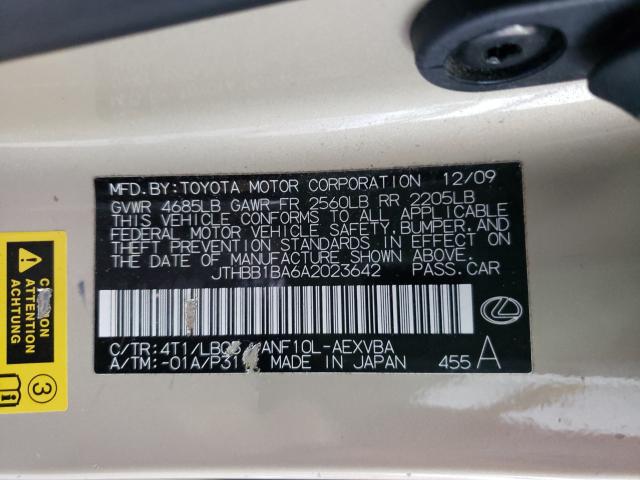 MFD.BY:TOYOTA MOTOR CORPORATION 12/09
GVWR 4685LB GAWR FR 2560LB RR 2205LB
THIS VEHICLE CONFORMS TO ALL APPLICABLE
FEDERAL MOTOR VEHICLE SAFETY,BUMPER,AND
THEFT PREVENTION STANDARDS IN EFFECT ON
THE DATE OF MANUFACTURE SHOWN ABOVE.
JTHBB1BA6A2023642 PASS.CAR
C/TR:4T1/LBC5 ANF10L-AEXVBA
A/TM:-01A/P31 MADE IN JAPAN 455 A
CAUTION
ATTENTION
ACHTUNG
3